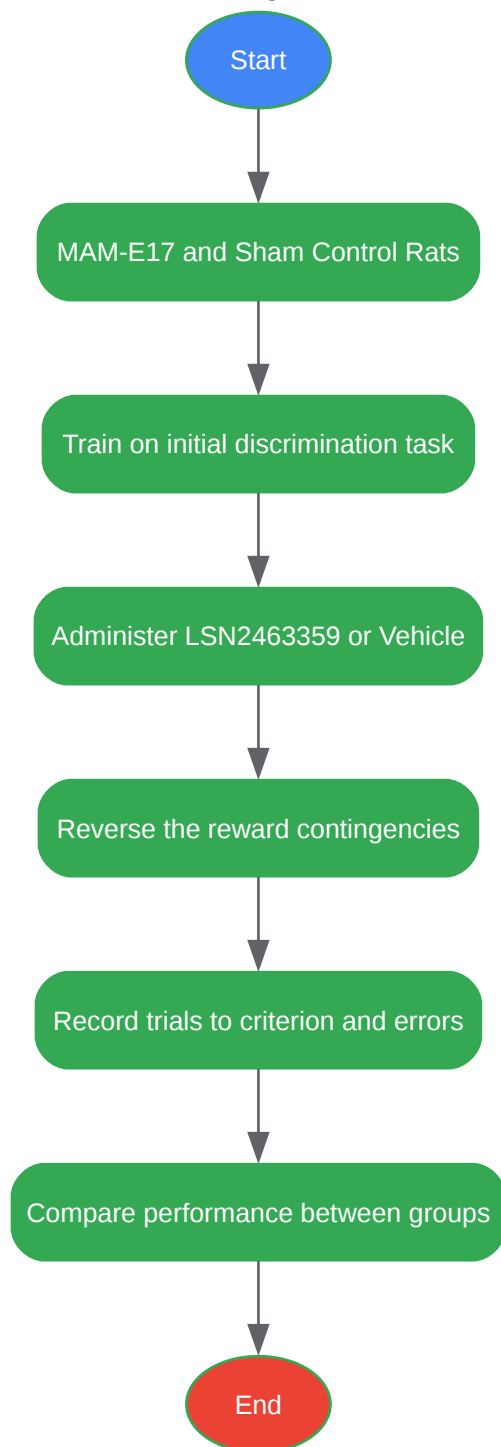 Start
MAM-E17 and Sham Control Rats
Train on initial discrimination task
Administer LSN2463359 or Vehicle
Reverse the reward contingencies
Record trials to criterion and errors
Compare performance between groups
End